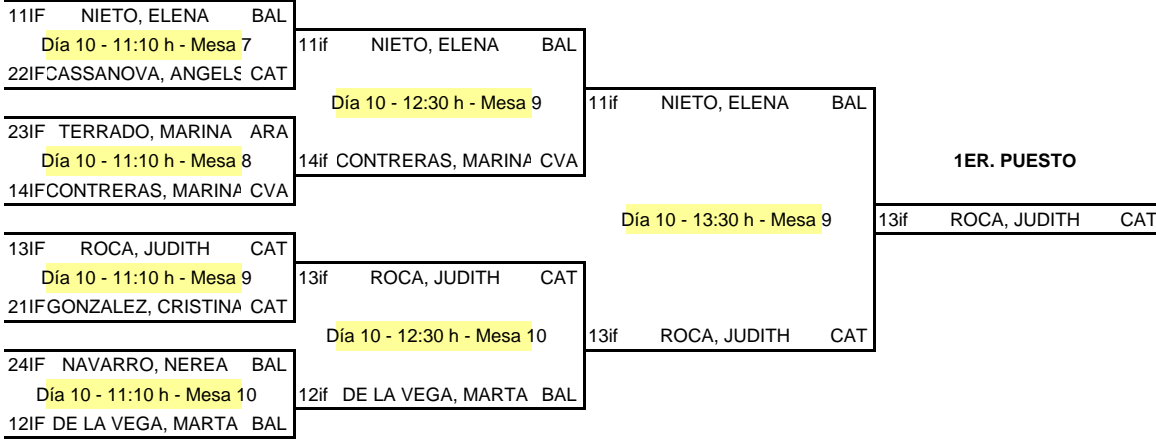 11IF NIETO, ELENA BAL
Día 10 - 11:10 h - Mesa 7
22IF CASSANOVA, ANGELS CAT
23IF TERRADO, MARINA ARA
Día 10 - 11:10 h - Mesa 8
14IF CONTRERAS, MARINA CVA
13IF ROCA, JUDITH CAT
Día 10 - 11:10 h - Mesa 9
21IF GONZALEZ, CRISTINA CAT
24IF NAVARRO, NEREA BAL
Día 10 - 11:10 h - Mesa 10
12IF DE LA VEGA, MARTA BAL
11if NIETO, ELENA BAL
Día 10 - 12:30 h - Mesa 9
14if CONTRERAS, MARINA CVA
13if ROCA, JUDITH CAT
Día 10 - 12:30 h - Mesa 10
12if DE LA VEGA, MARTA BAL
11if NIETO, ELENA BAL
Día 10 - 13:30 h - Mesa 9
13if ROCA, JUDITH CAT
1ER. PUESTO
13if ROCA, JUDITH CAT